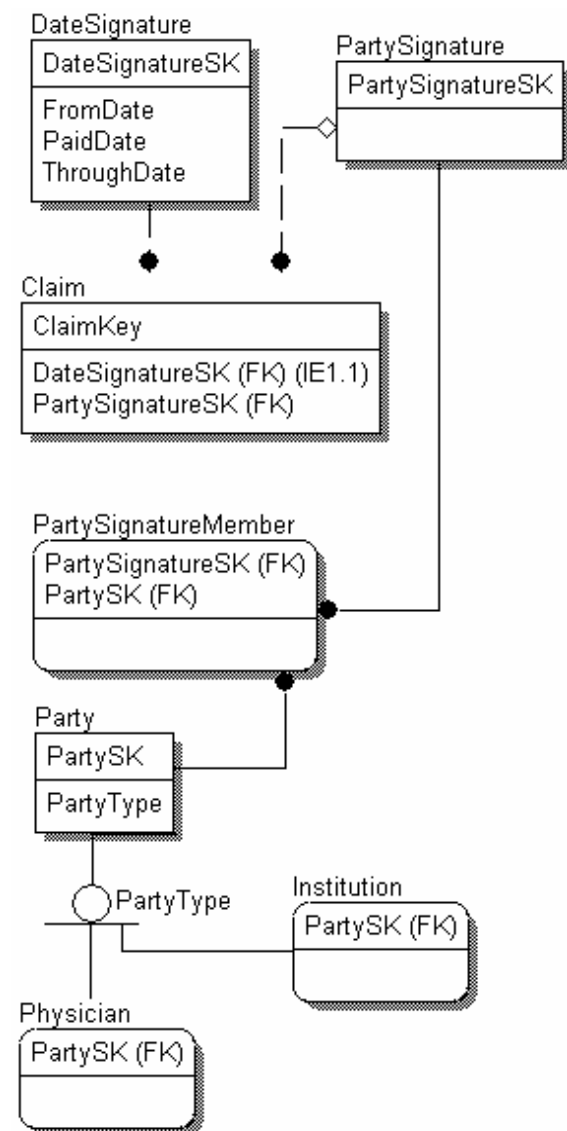 DateSignature
DateSignatureSK
FromDate
PaidDate
ThroughDate
PartySignature
PartySignatureSK
Claim
ClaimKey
DateSignatureSK (FK) (IE1.1)
PartySignatureSK (FK)
PartySignatureMember
PartySignatureSK (FK)
PartySK (FK)
Party
PartySK
PartyType
PartyType
Institution
PartySK (FK)
Physician
PartySK (FK)